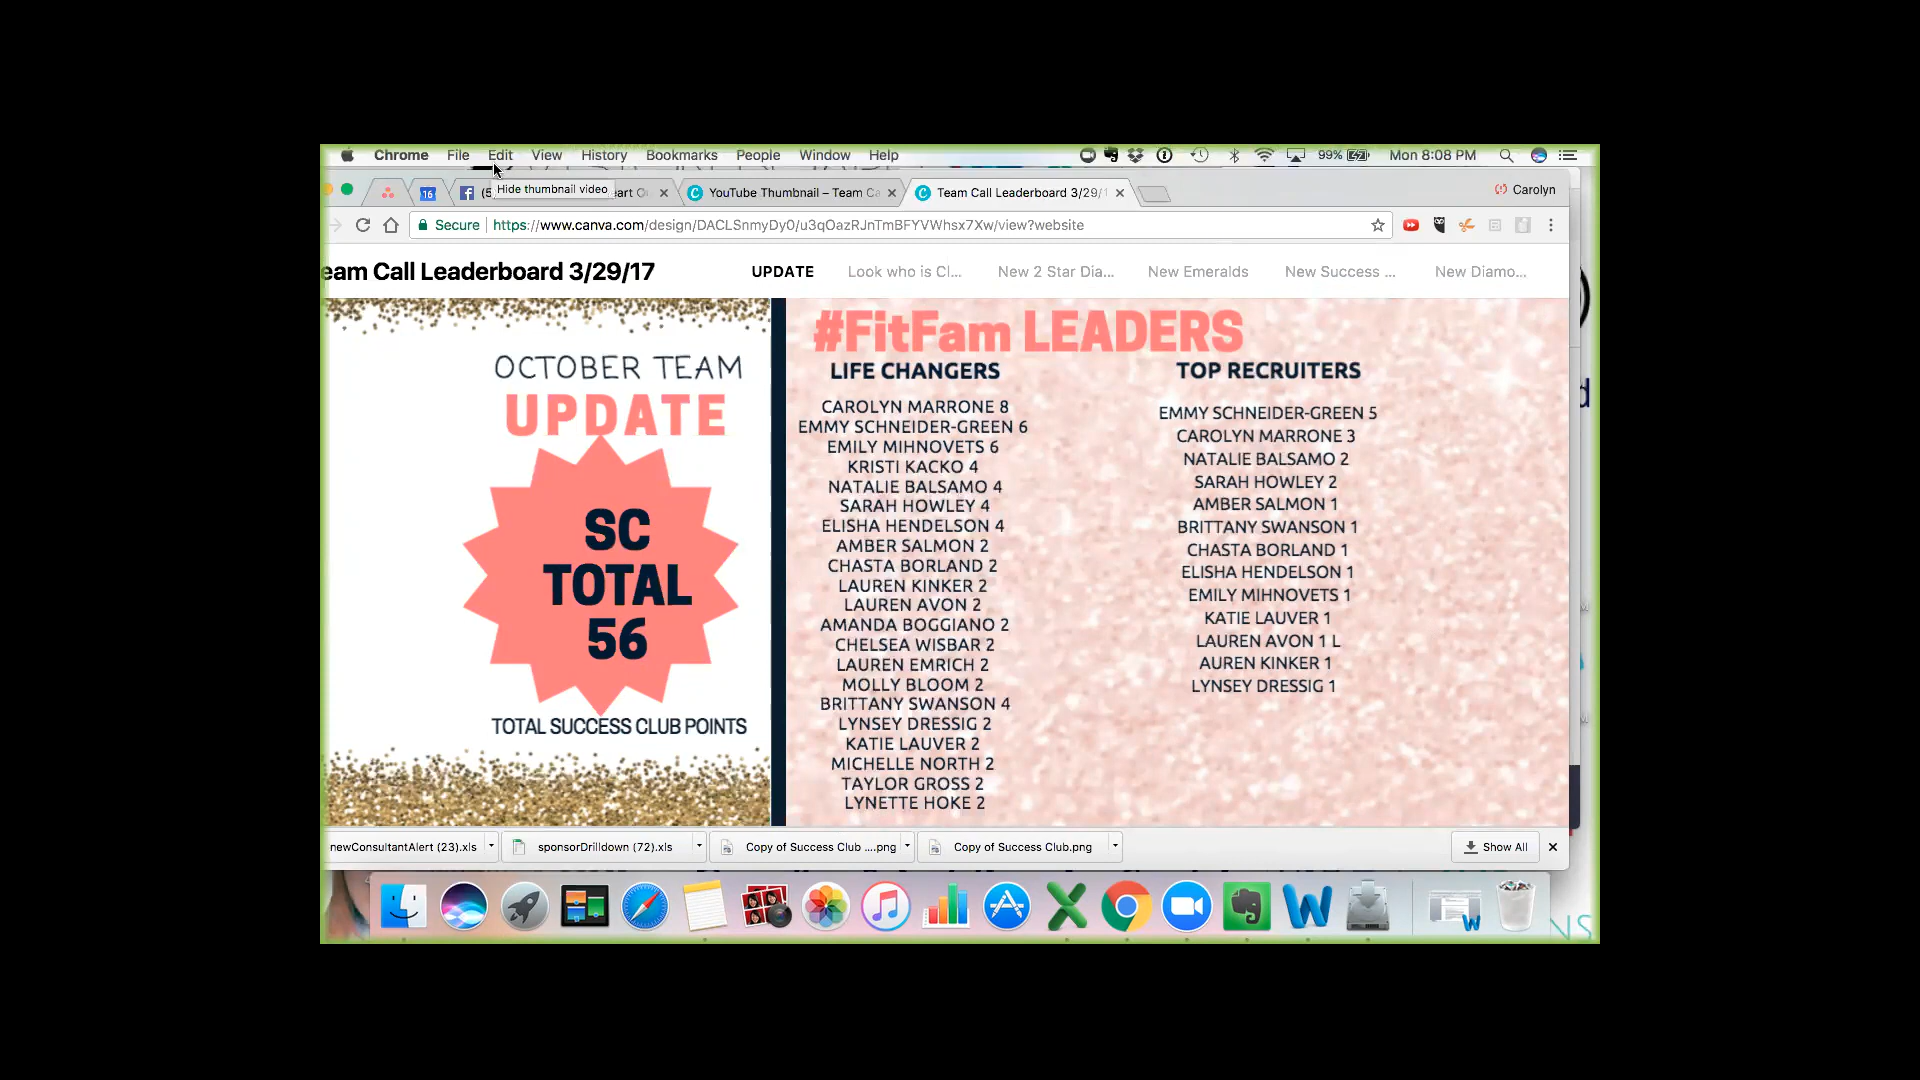 Chrome File Edit View History Bookmarks People Window Help 99% Mon 8:08 PM
16 (5 Hide thumbnail video art O YouTube Thumbnail – Team Ca Team Call Leaderboard 3/29/1 Carolyn
Secure https://www.canva.com/design/DACLSnmyDy0/u3qOazRJnTmBFYVWhsx7Xw/view?website
eam Call Leaderboard 3/29/17 UPDATE Look who is Cl... New 2 Star Dia... New Emeralds New Success ... New Diamo...
OCTOBER TEAM
UPDATE
SC
TOTAL
56
TOTAL SUCCESS CLUB POINTS
#FitFam LEADERS
LIFE CHANGERS
CAROLYN MARRONE 8
EMMY SCHNEIDER-GREEN 6
EMILY MIHNOVETS 6
KRISTI KACKO 4
NATALIE BALSAMO 4
SARAH HOWLEY 4
ELISHA HENDELSON 4
AMBER SALMON 2
CHASTA BORLAND 2
LAUREN KINKER 2
LAUREN AVON 2
AMANDA BOGGIANO 2
CHELSEA WISBAR 2
LAUREN EMRICH 2
MOLLY BLOOM 2
BRITTANY SWANSON 4
LYNSEY DRESSIG 2
KATIE LAUVER 2
MICHELLE NORTH 2
TAYLOR GROSS 2
LYNETTE HOKE 2
TOP RECRUITERS
EMMY SCHNEIDER-GREEN 5
CAROLYN MARRONE 3
NATALIE BALSAMO 2
SARAH HOWLEY 2
AMBER SALMON 1
BRITTANY SWANSON 1
CHASTA BORLAND 1
ELISHA HENDELSON 1
EMILY MIHNOVETS 1
KATIE LAUVER 1
LAUREN AVON 1 L
AUREN KINKER 1
LYNSEY DRESSIG 1
newConsultantAlert (23).xls sponsorDrilldown (72).xls Copy of Success Club ....png Copy of Success Club.png Show All
NS